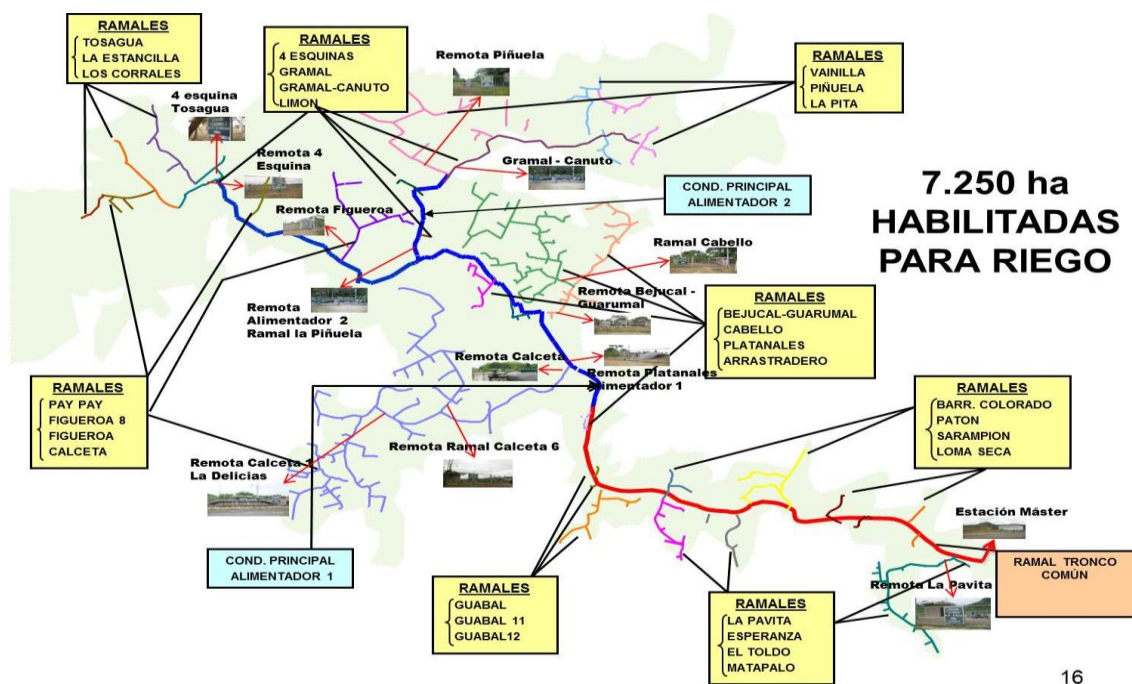 RAMALES
TOSAGUA
LA ESTANCILLA
LOS CORRALES
RAMALES
4 ESQUINAS
GRAMAL
GRAMAL-CANUTO
LIMON
Remota Piñuela
RAMALES
VAINILLA
PIÑUELA
LA PITA
4 esquina
Tosagua
Remota 4
Esquina
Gramal - Canuto
COND. PRINCIPAL
ALIMENTADOR 2
7.250 ha
HABILITADAS
PARA RIEGO
Remota Figueroa
Ramal Cabello
Remota
Alimentador 2
Ramal la Piñuela
Remota Bejucal -
Guarumal
RAMALES
BEJUCAL-GUARUMAL
CABELLO
PLATANALES
ARRASTRADERO
Remota Calceta
Remota Platanales
Alimentador 1
RAMALES
PAY PAY
FIGUEROA 8
FIGUEROA
CALCETA
RAMALES
BARR. COLORADO
PATON
SARAMPION
LOMA SECA
Remota Ramal Calceta 6
Remota Calceta
La Delicias
Estación Máster
COND. PRINCIPAL
ALIMENTADOR 1
RAMAL TRONCO
COMÚN
Remota La Pavita
RAMALES
GUABAL
GUABAL 11
GUABAL12
RAMALES
LA PAVITA
ESPERANZA
EL TOLDO
MATAPALO
16